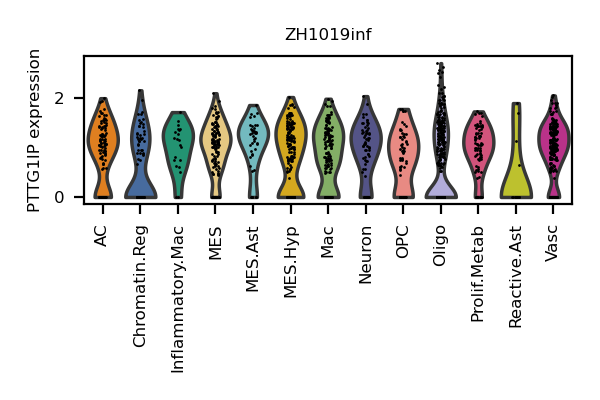 ZH1019inf
PTTG1IP expression
2
0
AC
Chromatin.Reg
Inflammatory.Mac
MES
MES.Ast
MES.Hyp
Mac
Neuron
OPC
Oligo
Prolif.Metab
Reactive.Ast
Vasc